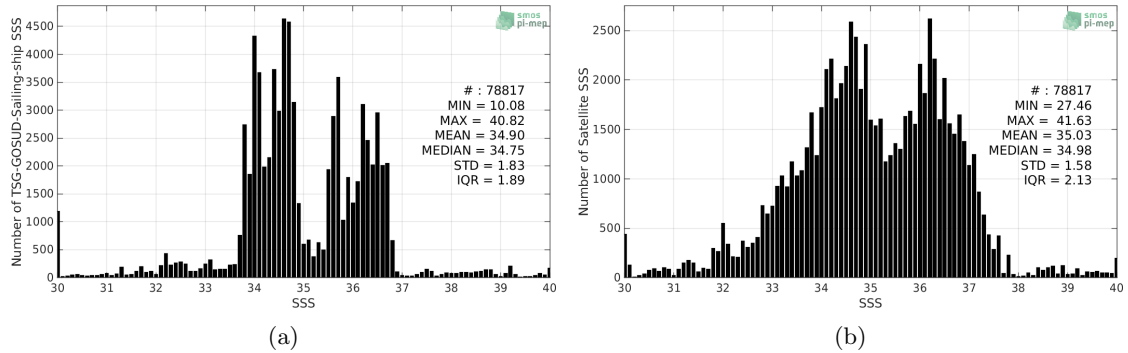 Number of TSG-GOSUD-Sailing-ship SSS
4500
4000
3500
3000
2500
2000
1500
1000
500
0
30 31 32 33 34 35 36 37 38 39 40
SSS
smos
pi-mep
# : 78817
MIN = 10.08
MAX = 40.82
MEAN = 34.90
MEDIAN = 34.75
STD = 1.83
IQR = 1.89
(a)
Number of Satellite SSS
2500
2000
1500
1000
500
0
30 31 32 33 34 35 36 37 38 39 40
SSS
smos
pi-mep
# : 78817
MIN = 27.46
MAX = 41.63
MEAN = 35.03
MEDIAN = 34.98
STD = 1.58
IQR = 2.13
(b)